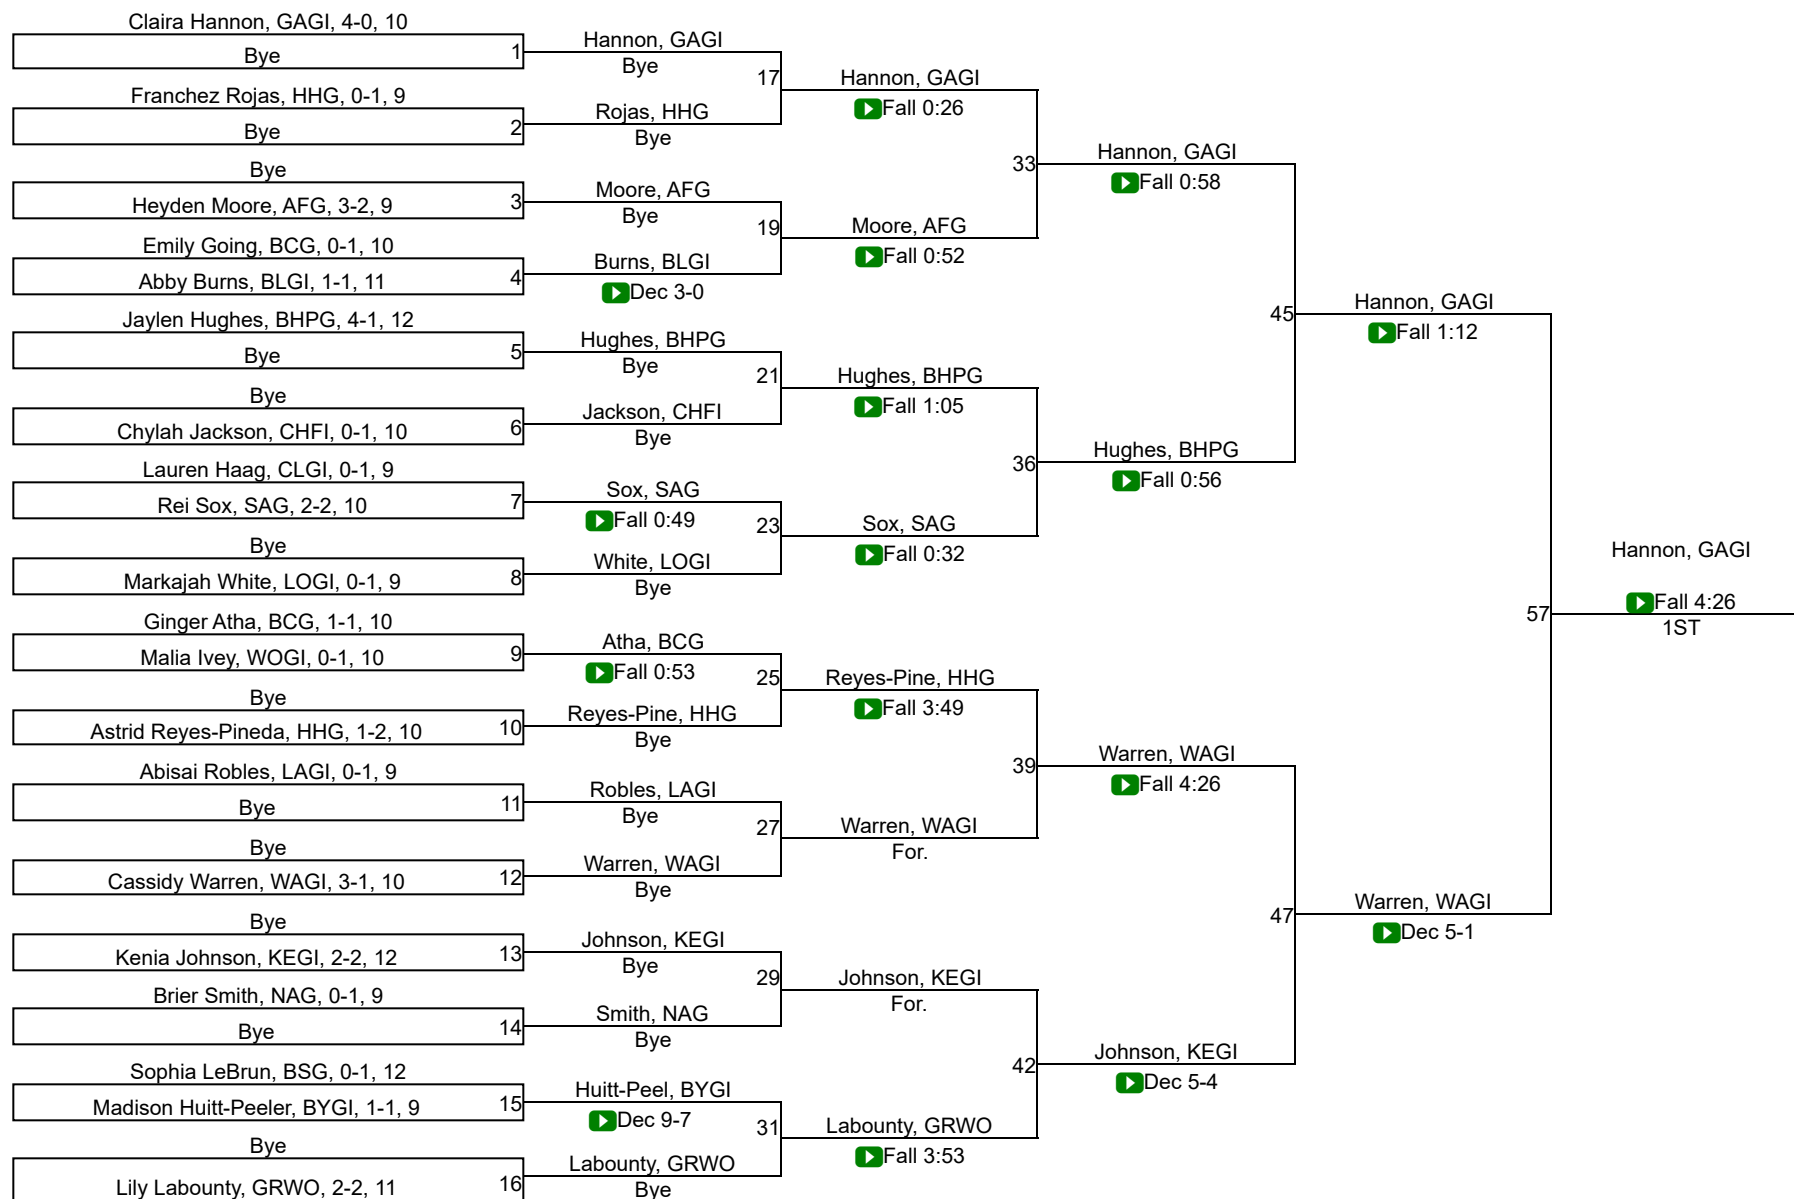 Claira Hannon, GAGI, 4-0, 10
Bye
1
Franchez Rojas, HHG, 0-1, 9
Bye
2
Bye
Heyden Moore, AFG, 3-2, 9
3
Emily Going, BCG, 0-1, 10
Abby Burns, BLGI, 1-1, 11
4
Jaylen Hughes, BHPG, 4-1, 12
Bye
5
Bye
Chylah Jackson, CHFI, 0-1, 10
6
Lauren Haag, CLGI, 0-1, 9
Rei Sox, SAG, 2-2, 10
7
Bye
Markajah White, LOGI, 0-1, 9
8
Ginger Atha, BCG, 1-1, 10
Malia Ivey, WOGI, 0-1, 10
9
Bye
Astrid Reyes-Pineda, HHG, 1-2, 10
10
Abisai Robles, LAGI, 0-1, 9
Bye
11
Bye
Cassidy Warren, WAGI, 3-1, 10
12
Bye
Kenia Johnson, KEGI, 2-2, 12
13
Brier Smith, NAG, 0-1, 9
Bye
14
Sophia LeBrun, BSG, 0-1, 12
Madison Huitt-Peeler, BYGI, 1-1, 9
15
Bye
Lily Labounty, GRWO, 2-2, 11
16
Hannon, GAGI
Bye
17
Rojas, HHG
Bye
Moore, AFG
Bye
19
Burns, BLGI
Dec 3-0
Hughes, BHPG
Bye
21
Jackson, CHFI
Bye
Sox, SAG
Fall 0:49
23
White, LOGI
Bye
Atha, BCG
Fall 0:53
25
Reyes-Pine, HHG
Bye
Robles, LAGI
Bye
27
Warren, WAGI
Bye
Johnson, KEGI
Bye
29
Smith, NAG
Bye
Huitt-Peel, BYGI
Dec 9-7
31
Labounty, GRWO
Bye
Hannon, GAGI
Fall 0:26
33
Moore, AFG
Fall 0:52
Hughes, BHPG
Fall 1:05
36
Sox, SAG
Fall 0:32
Reyes-Pine, HHG
Fall 3:49
39
Warren, WAGI
For.
Johnson, KEGI
For.
42
Labounty, GRWO
Fall 3:53
Hannon, GAGI
Fall 0:58
45
Hughes, BHPG
Fall 0:56
Warren, WAGI
Fall 4:26
47
Johnson, KEGI
Dec 5-4
Hannon, GAGI
Fall 1:12
57
Warren, WAGI
Dec 5-1
Hannon, GAGI
Fall 4:26
1ST